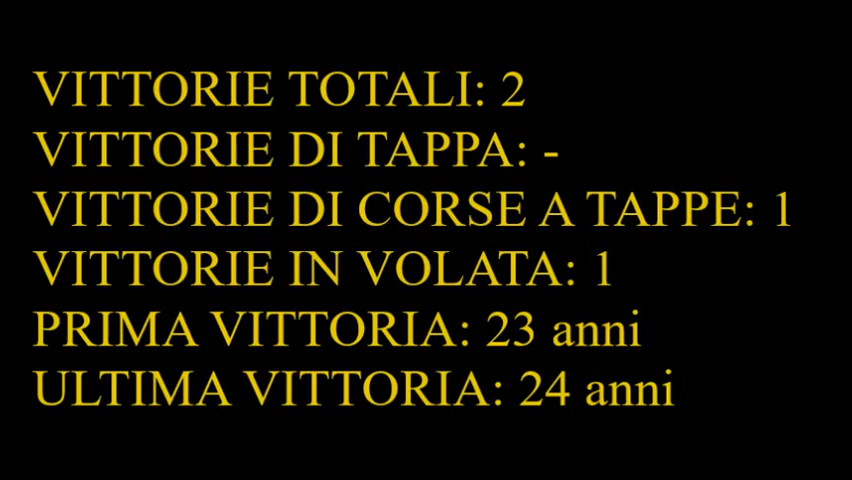 VITTORIE TOTALI: 2
VITTORIE DI TAPPA: -
VITTORIE DI CORSE A TAPPE: 1
VITTORIE IN VOLATA: 1
PRIMA VITTORIA: 23 anni
ULTIMA VITTORIA: 24 anni